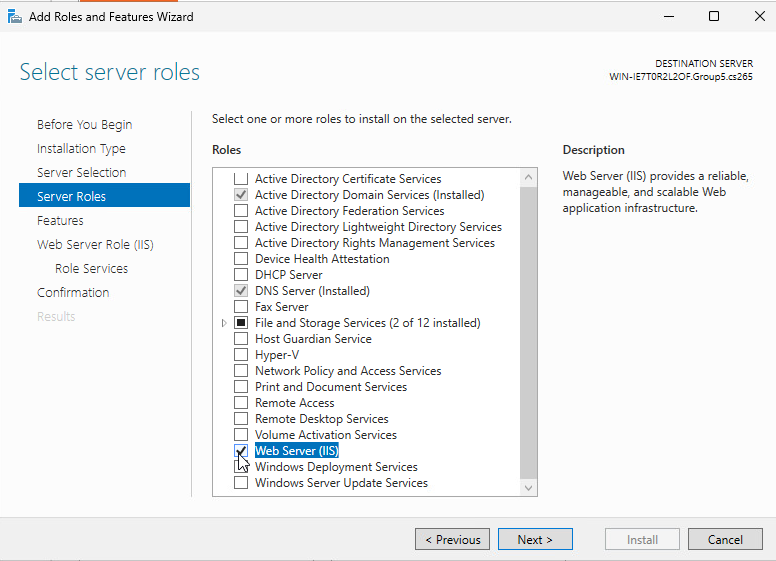 Add Roles and Features Wizard
Select server roles
DESTINATION SERVER
WIN-IE7T0R2L2OF.Group5.cs265
Before You Begin
Installation Type
Server Selection
Server Roles
Features
Web Server Role (IIS)
Role Services
Confirmation
Results
Select one or more roles to install on the selected server.
Roles
Active Directory Certificate Services
Active Directory Domain Services (Installed)
Active Directory Federation Services
Active Directory Lightweight Directory Services
Active Directory Rights Management Services
Device Health Attestation
DHCP Server
DNS Server (Installed)
Fax Server
File and Storage Services (2 of 12 installed)
Host Guardian Service
Hyper-V
Network Policy and Access Services
Print and Document Services
Remote Access
Remote Desktop Services
Volume Activation Services
Web Server (IIS)
Windows Deployment Services
Windows Server Update Services
Description
Web Server (IIS) provides a reliable,
manageable, and scalable Web
application infrastructure.
< Previous
Next >
Install
Cancel